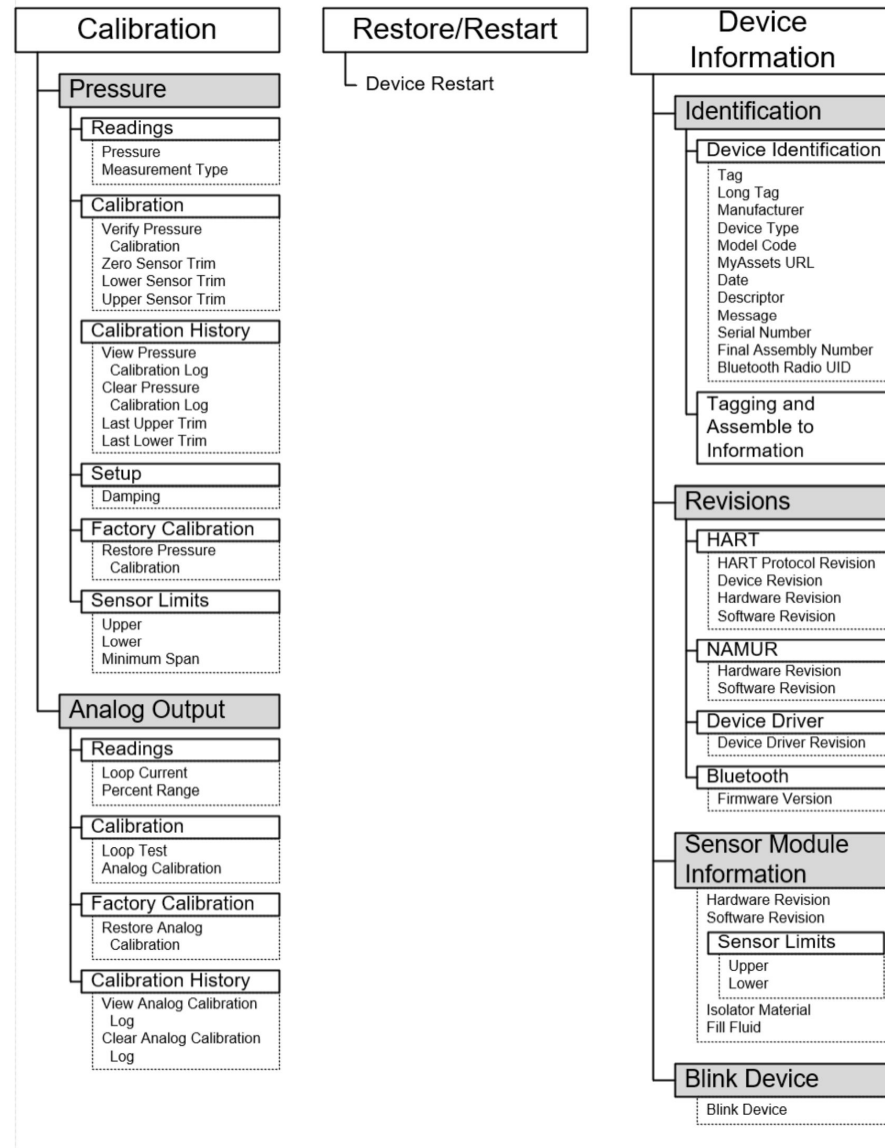 Calibration
Pressure
Readings
Pressure
Measurement Type
Calibration
Verify Pressure
Calibration
Zero Sensor Trim
Lower Sensor Trim
Upper Sensor Trim
Calibration History
View Pressure
Calibration Log
Clear Pressure
Calibration Log
Last Upper Trim
Last Lower Trim
Setup
Damping
Factory Calibration
Restore Pressure
Calibration
Sensor Limits
Upper
Lower
Minimum Span
Analog Output
Readings
Loop Current
Percent Range
Calibration
Loop Test
Analog Calibration
Factory Calibration
Restore Analog
Calibration
Calibration History
View Analog Calibration
Log
Clear Analog Calibration
Log
Restore/Restart
Device Restart
Device
Information
Identification
Device Identification
Tag
Long Tag
Manufacturer
Device Type
Model Code
MyAssets URL
Date
Descriptor
Message
Serial Number
Final Assembly Number
Bluetooth Radio UID
Tagging and
Assemble to
Information
Revisions
HART
HART Protocol Revision
Device Revision
Hardware Revision
Software Revision
NAMUR
Hardware Revision
Software Revision
Device Driver
Device Driver Revision
Bluetooth
Firmware Version
Sensor Module
Information
Hardware Revision
Software Revision
Sensor Limits
Upper
Lower
Isolator Material
Fill Fluid
Blink Device
Blink Device